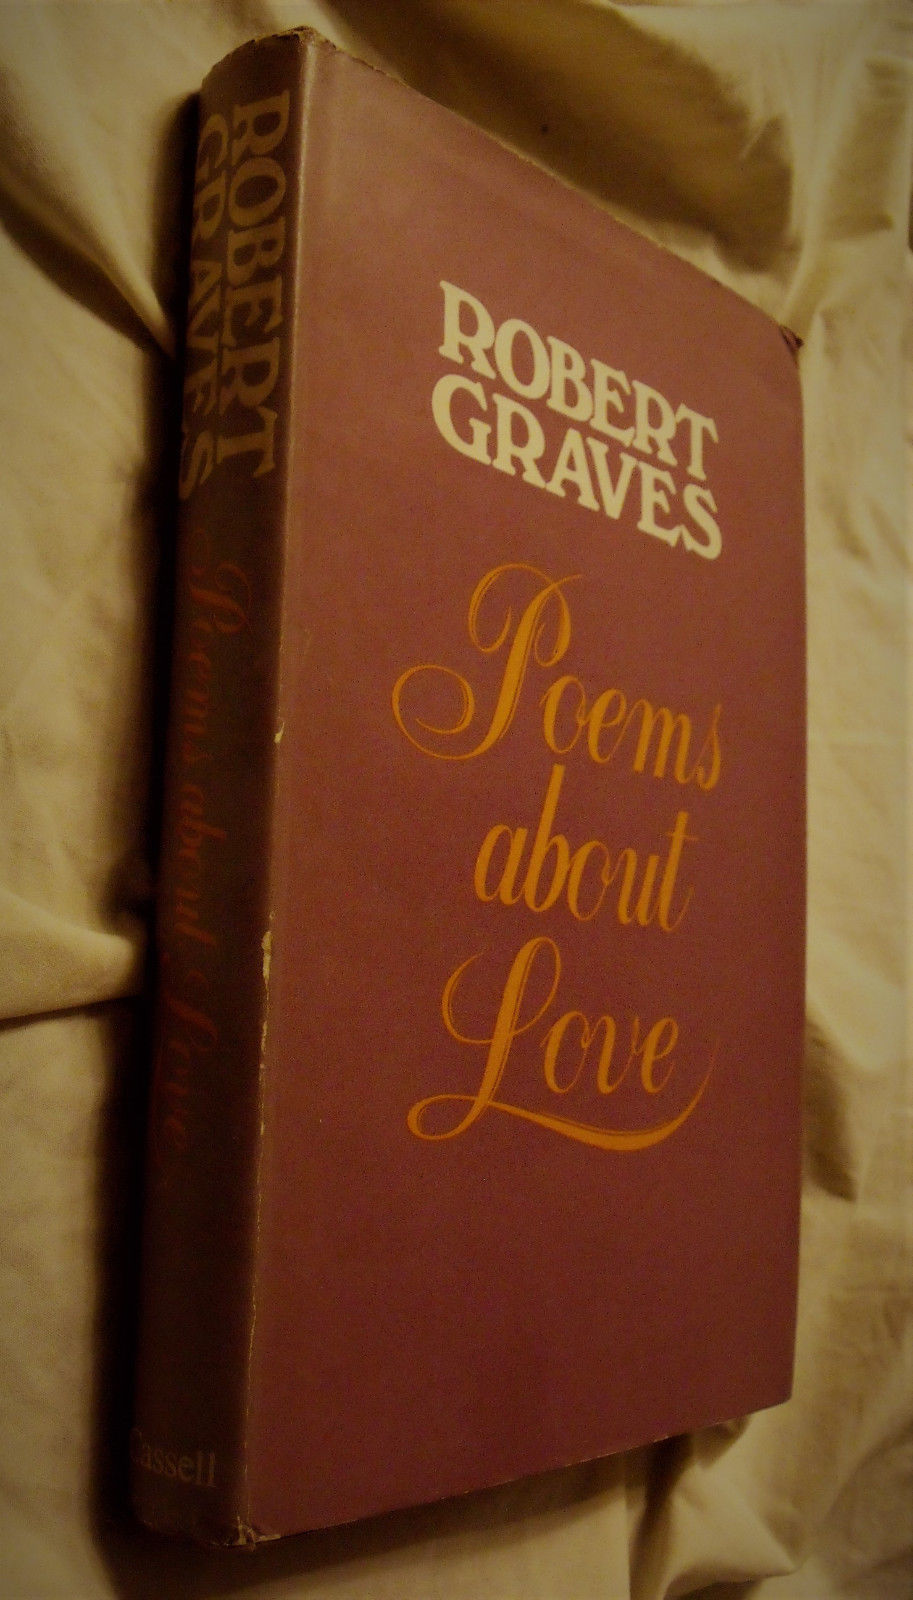 ROBERT
GRAVES
Poems about Love
Cassell
ROBERT
GRAVES
Poems
about
Love